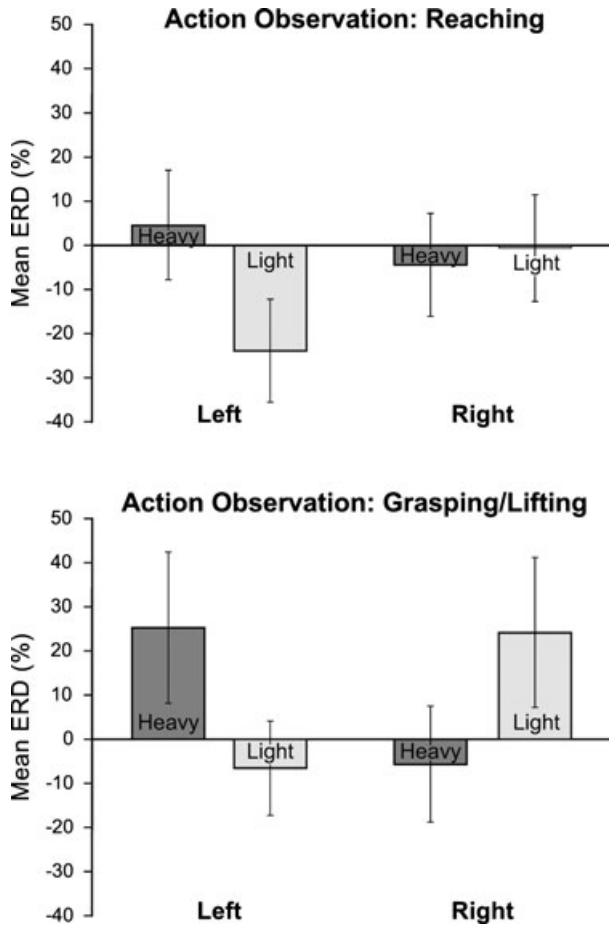 Action Observation: Reaching
50
40
30
20
10
0
-10
-20
-30
-40
Mean ERD (%)
Heavy
Light
Heavy
Light
Left
Right
Action Observation: Grasping/Lifting
50
40
30
20
10
0
-10
-20
-30
-40
Mean ERD (%)
Heavy
Light
Heavy
Light
Left
Right